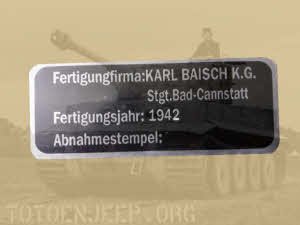 Fertigungfirma:KARL BAISCH K.G.
Stgt.Bad-Cannstatt
Fertigungsjahr: 1942
Abnahmestempel:
TOTOENJEEP.ORG